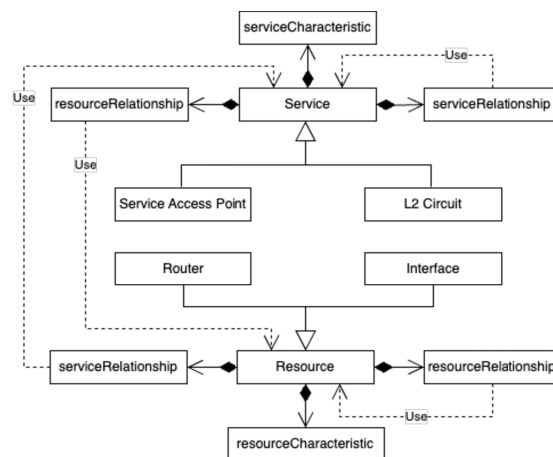 serviceCharacteristic
Use
Use
resourceRelationship
Service
serviceRelationship
Use
Service Access Point
L2 Circuit
Router
Interface
serviceRelationship
Resource
resourceRelationship
Use
resourceCharacteristic